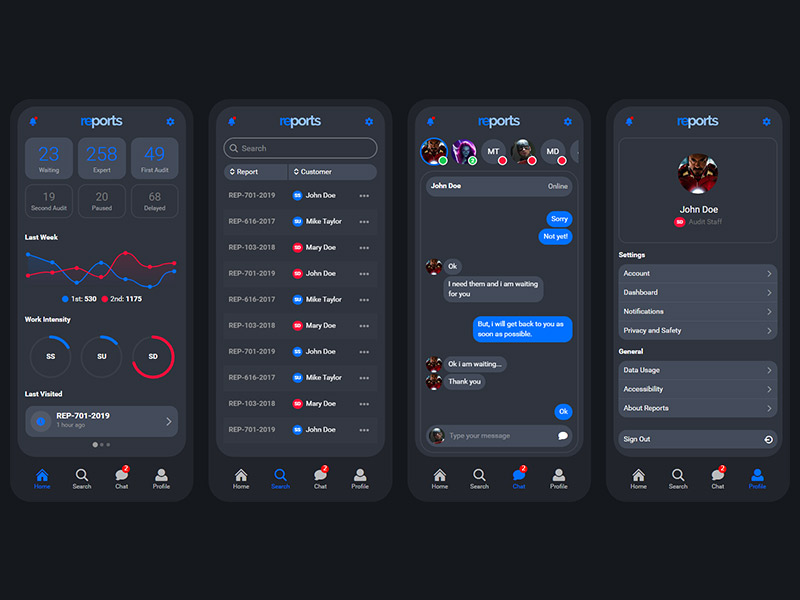 reports
23
Waiting
258
Expert
49
First Audit
19
Second Audit
20
Paused
68
Delayed
Last Week
1st: 530 2nd: 1175
Work Intensity
SS
SU
SD
Last Visited
REP-701-2019
1 hour ago
Home
Search
2
Chat
Profile
reports
Search
Report Customer
REP-701-2019 SS John Doe
REP-616-2017 SU Mike Taylor
REP-103-2018 SD Mary Doe
REP-701-2019 SD John Doe
REP-616-2017 SU Mike Taylor
REP-103-2018 SD Mary Doe
REP-701-2019 SS John Doe
REP-616-2017 SU Mike Taylor
REP-103-2018 SD Mary Doe
REP-701-2019 SS John Doe
Home
Search
2
Chat
Profile
reports
2
MT
MD
John Doe Online
Sorry
Not yet!
Ok
I need them and i am waiting
for you
But, i will get back to you as
soon as possible.
Ok i am waiting...
Thank you
Ok
Type your message
Home
Search
2
Chat
Profile
reports
John Doe
SD Audit Staff
Settings
Account
Dashboard
Notifications
Privacy and Safety
General
Data Usage
Accessibility
About Reports
Sign Out
Home
Search
2
Chat
Profile